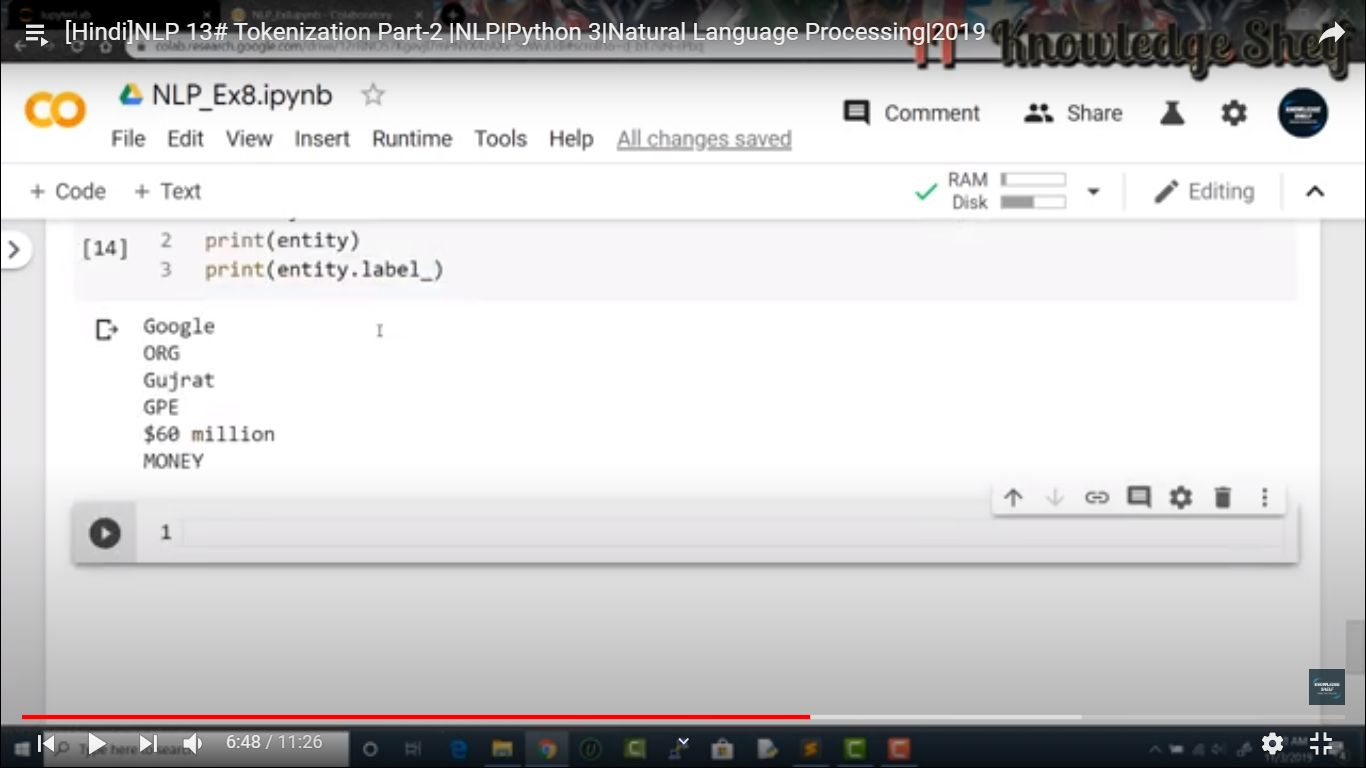 [Hindi]NLP 13# Tokenization Part-2 |NLP|Python 3|Natural Language Processing|2019
Knowledge Shelf
NLP_Ex8.ipynb
Comment
Share
File Edit View Insert Runtime Tools Help All changes saved
+ Code + Text
RAM
Disk
Editing
[14]
2 print(entity)
3 print(entity.label_)
Google
ORG
Gujrat
GPE
$60 million
MONEY
1
6:48 / 11:26